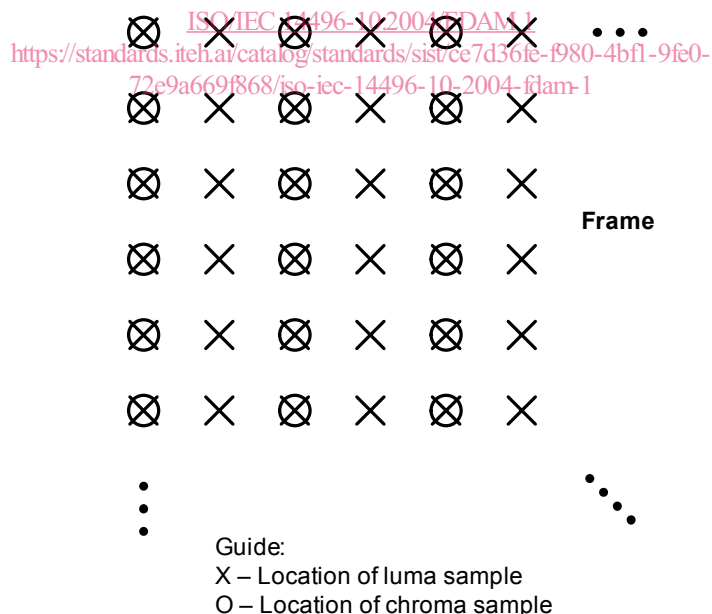 ISO/IEC 14496-10:2004/FDAM 1
https://standards.iteh.ai/catalog/standards/sist/ce7d36fe-f980-4bf1-9fe0-
72e9a669f868/iso-iec-14496-10-2004-fdam-1
Frame
Guide:
X – Location of luma sample
O – Location of chroma sample